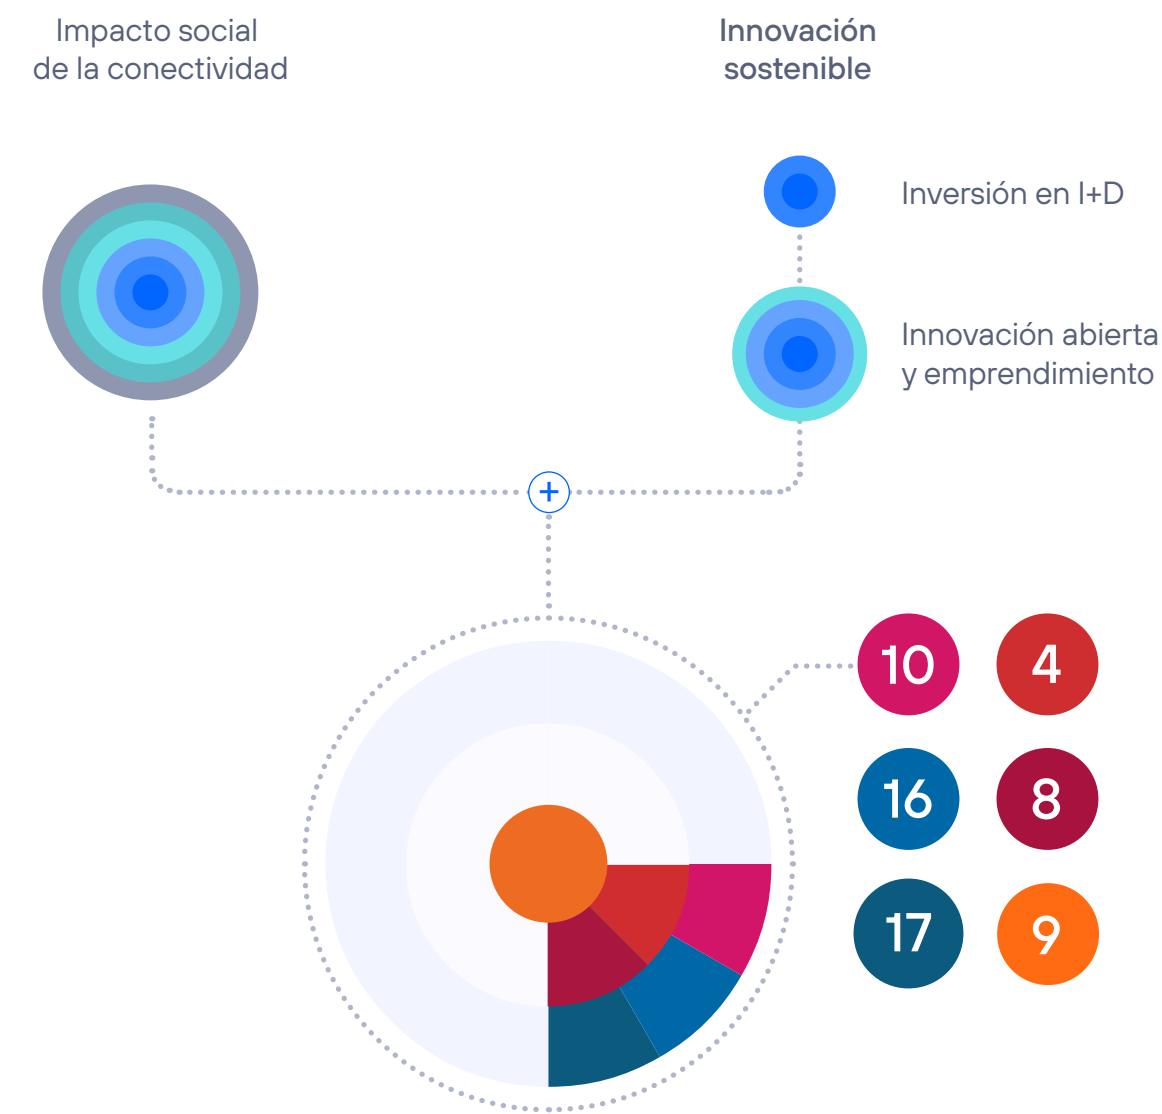 Impacto social
de la conectividad
Innovación
sostenible
Inversión en I+D
Innovación abierta
y emprendimiento
+
10 4
16 8
17 9